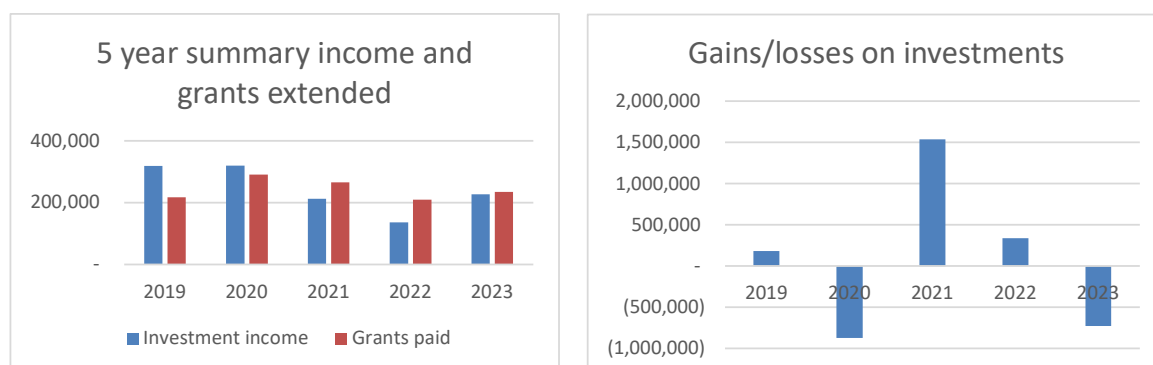 5 year summary income and
grants extended
400,000
200,000
-
2019 2020 2021 2022 2023
Investment income Grants paid
Gains/losses on investments
2,000,000
1,500,000
1,000,000
500,000
-
2019 2020 2021 2022 2023
(500,000)
(1,000,000)